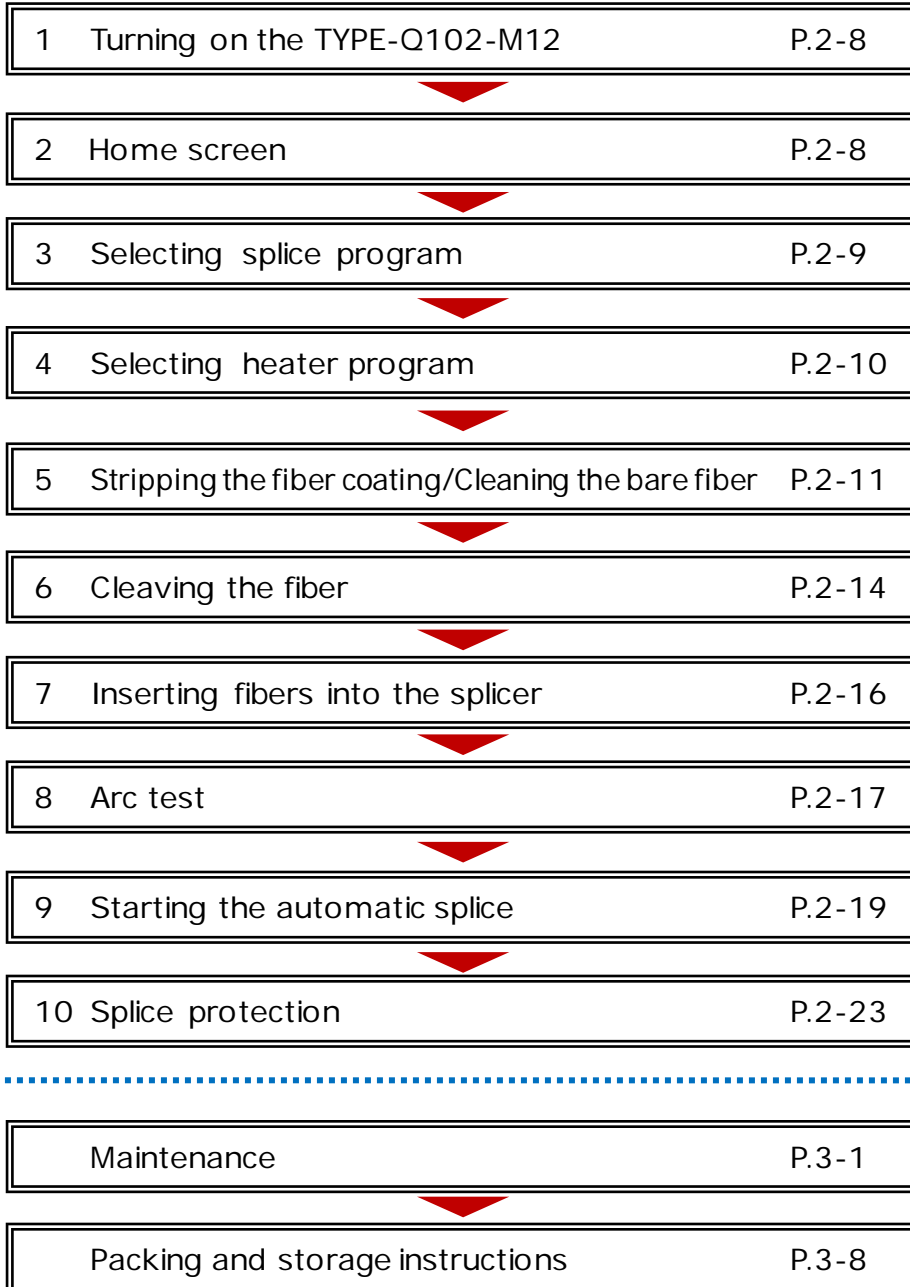 1 Turning on the TYPE-Q102-M12 P.2-8
2 Home screen P.2-8
3 Selecting splice program P.2-9
4 Selecting heater program P.2-10
5 Stripping the fiber coating/Cleaning the bare fiber P.2-11
6 Cleaving the fiber P.2-14
7 Inserting fibers into the splicer P.2-16
8 Arc test P.2-17
9 Starting the automatic splice P.2-19
10 Splice protection P.2-23
Maintenance P.3-1
Packing and storage instructions P.3-8